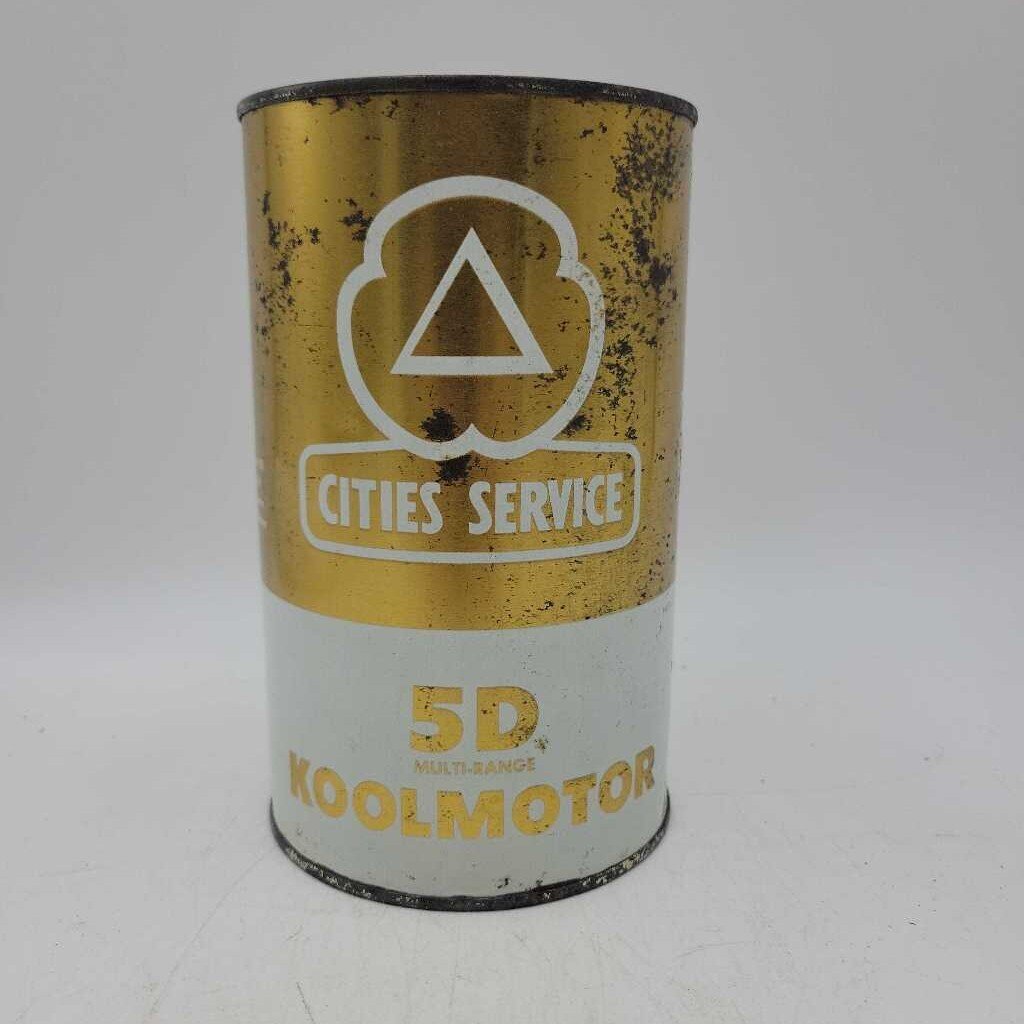 CITIES SERVICE
5D
MULTI-RANGE
KOOLMOTOR